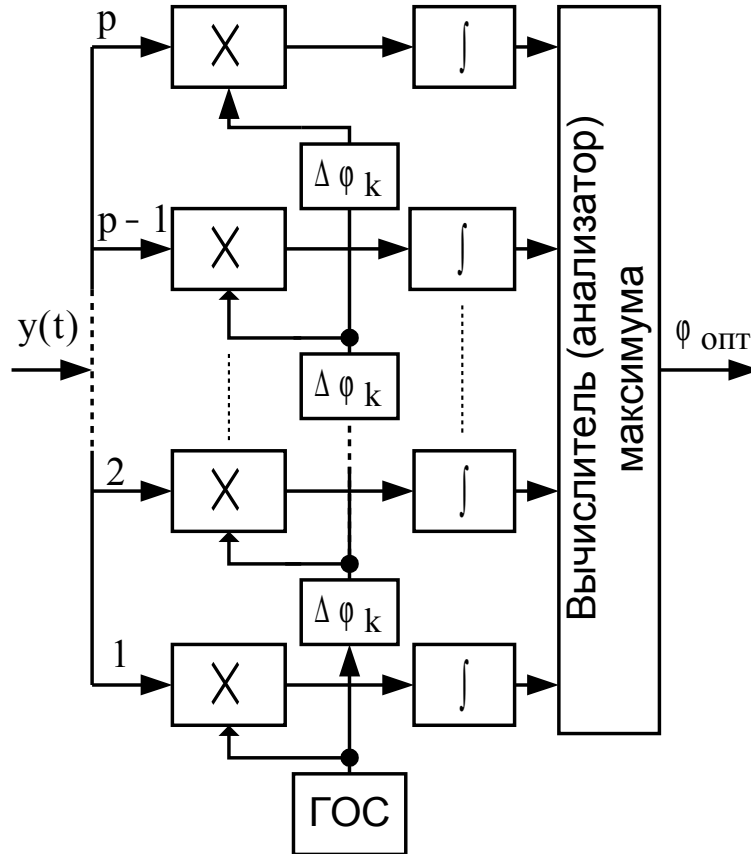 p
X
∫
Δ φ k
p - 1
X
∫
y(t)
Δ φ k
Вычислитель (анализатор)
максимума
φ опт
2
X
∫
Δ φ k
1
X
∫
ГОС